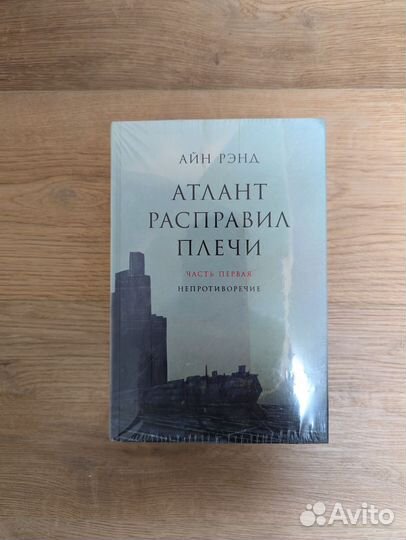 АЙН РЭНД
АТЛАНТ
РАСПРАВИЛ
ПЛЕЧИ
ЧАСТЬ ПЕРВАЯ
НЕПРОТИВОРЕЧИЕ
Avito